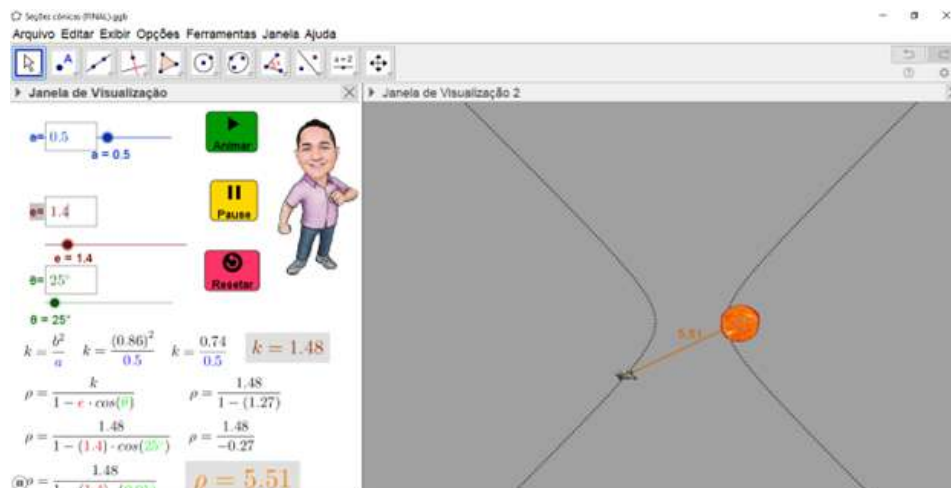 Seções cônicas (FINAL).ggb
Arquivo Editar Exibir Opções Ferramentas Janela Ajuda
A
a=2
Janela de Visualização
Janela de Visualização 2
a= 0.5
a = 0.5
Animar
e= 1.4
e = 1.4
Pause
θ= 25°
θ = 25°
Resetar
k = b²/a k = (0.86)²/0.5 k = 0.74/0.5 k = 1.48
ρ = k/(1 − e · cos(θ)) ρ = 1.48/(1 − (1.27))
ρ = 1.48/(1 − (1.4) · cos(25°)) ρ = 1.48/−0.27
ρ = 1.48/
ρ = 5.51
5.51